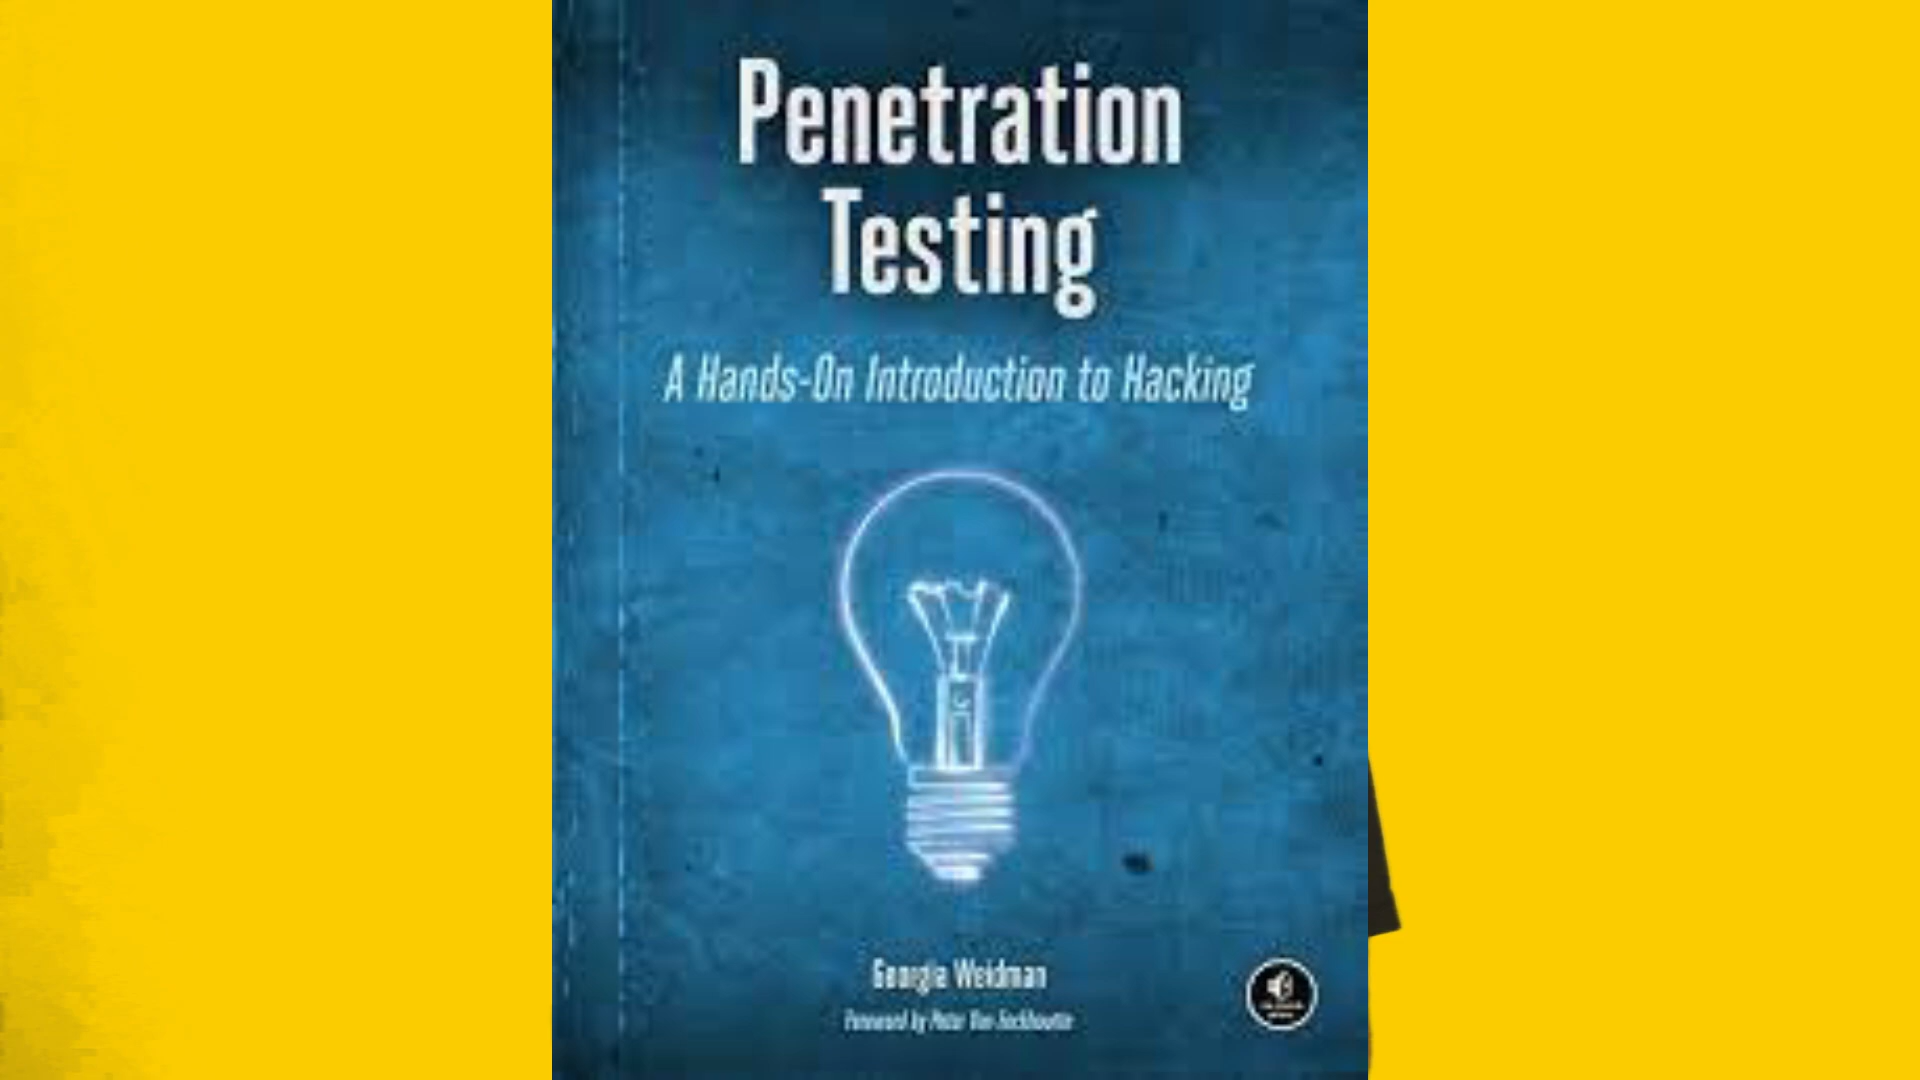 Penetration
Testing
A Hands-On Introduction to Hacking
Georgia Weidman
Foreword by Peter Van Eeckhoutte